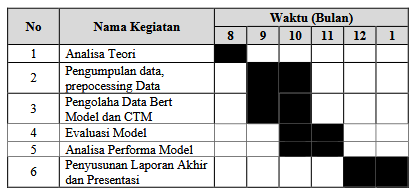 No Nama Kegiatan Waktu (Bulan)
8 9 10 11 12 1
1 Analisa Teori
2 Pengumpulan data,
prepocessing Data
3 Pengolaha Data Bert
Model dan CTM
4 Evaluasi Model
5 Analisa Performa Model
6 Penyusunan Laporan Akhir
dan Presentasi